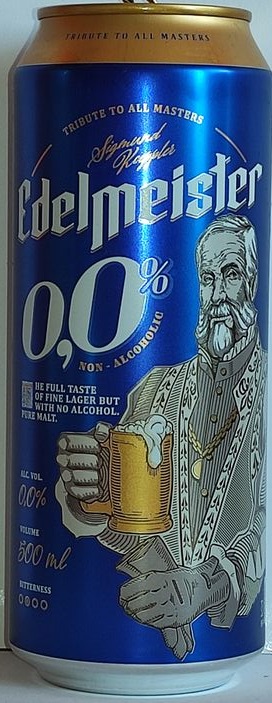 TRIBUTE TO ALL MASTERS
TRIBUTE TO ALL MASTERS
Sigmund
Keppler
Edelmeister
0,0%
NON-ALCOHOLIC
THE FULL TASTE
OF FINE LAGER BUT
WITH NO ALCOHOL.
PURE MALT.
ALC. VOL.
0,0%
VOLUME
500 ml
BITTERNESS